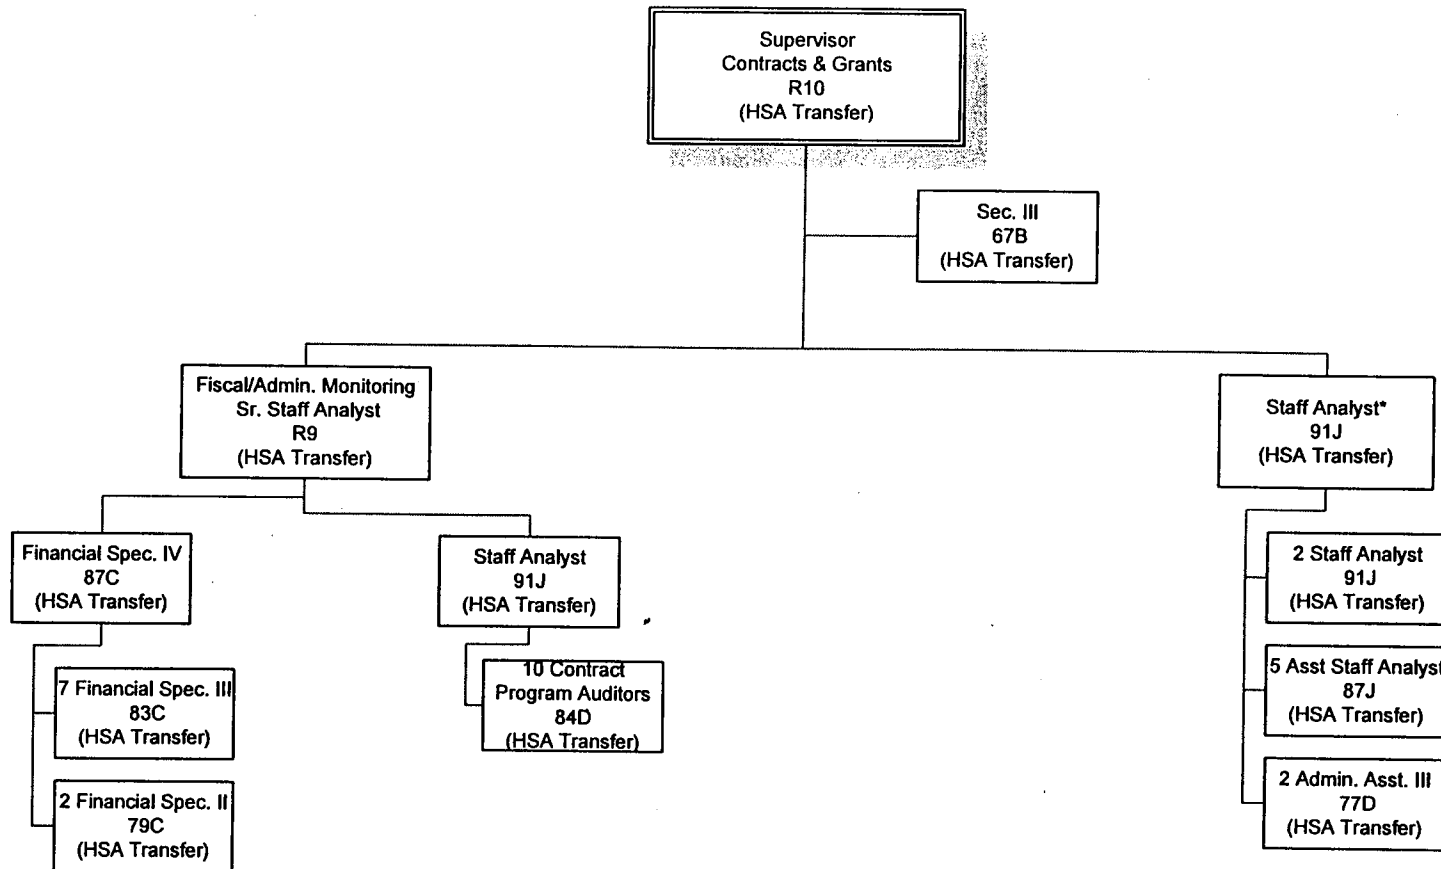 Supervisor
Contracts & Grants
R10
(HSA Transfer)
Sec. III
67B
(HSA Transfer)
Fiscal/Admin. Monitoring
Sr. Staff Analyst
R9
(HSA Transfer)
Staff Analyst*
91J
(HSA Transfer)
Financial Spec. IV
87C
(HSA Transfer)
Staff Analyst
91J
(HSA Transfer)
2 Staff Analyst
91J
(HSA Transfer)
7 Financial Spec. III
83C
(HSA Transfer)
10 Contract
Program Auditors
84D
(HSA Transfer)
5 Asst Staff Analyst
87J
(HSA Transfer)
2 Financial Spec. II
79C
(HSA Transfer)
2 Admin. Asst. III
77D
(HSA Transfer)